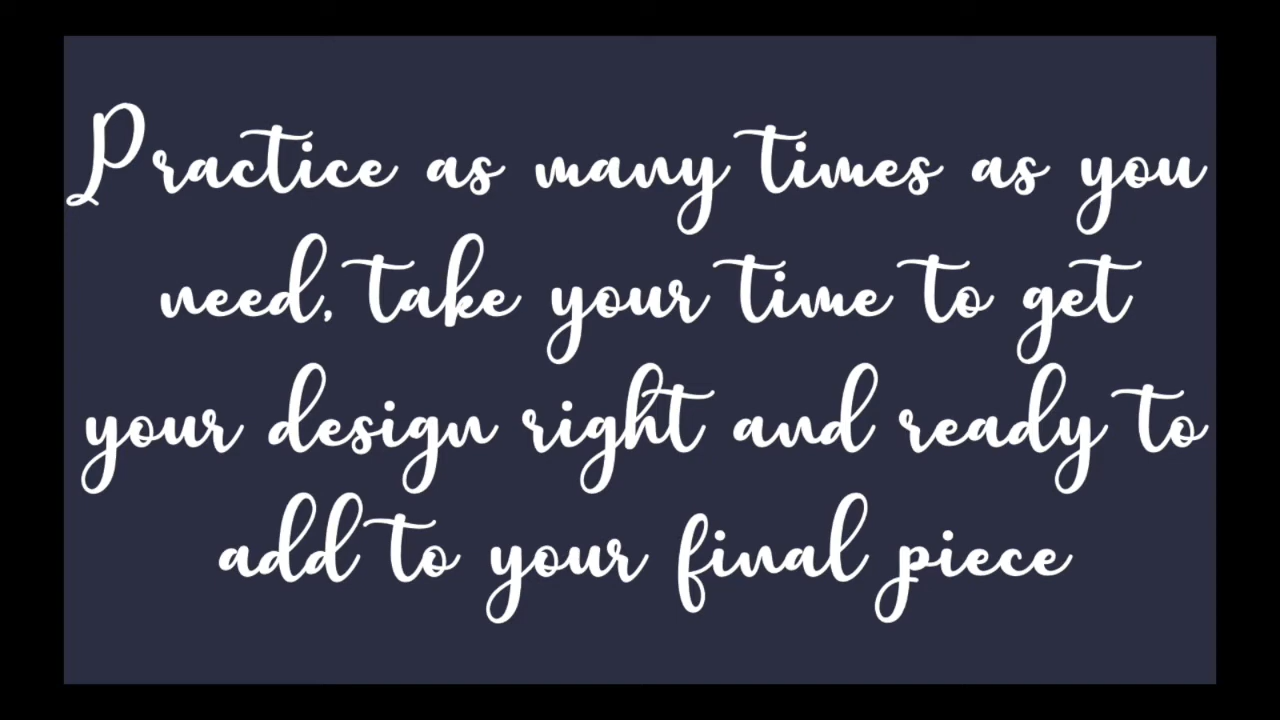 Practice as many times as you
need, take your time to get
your design right and ready to
add to your final piece